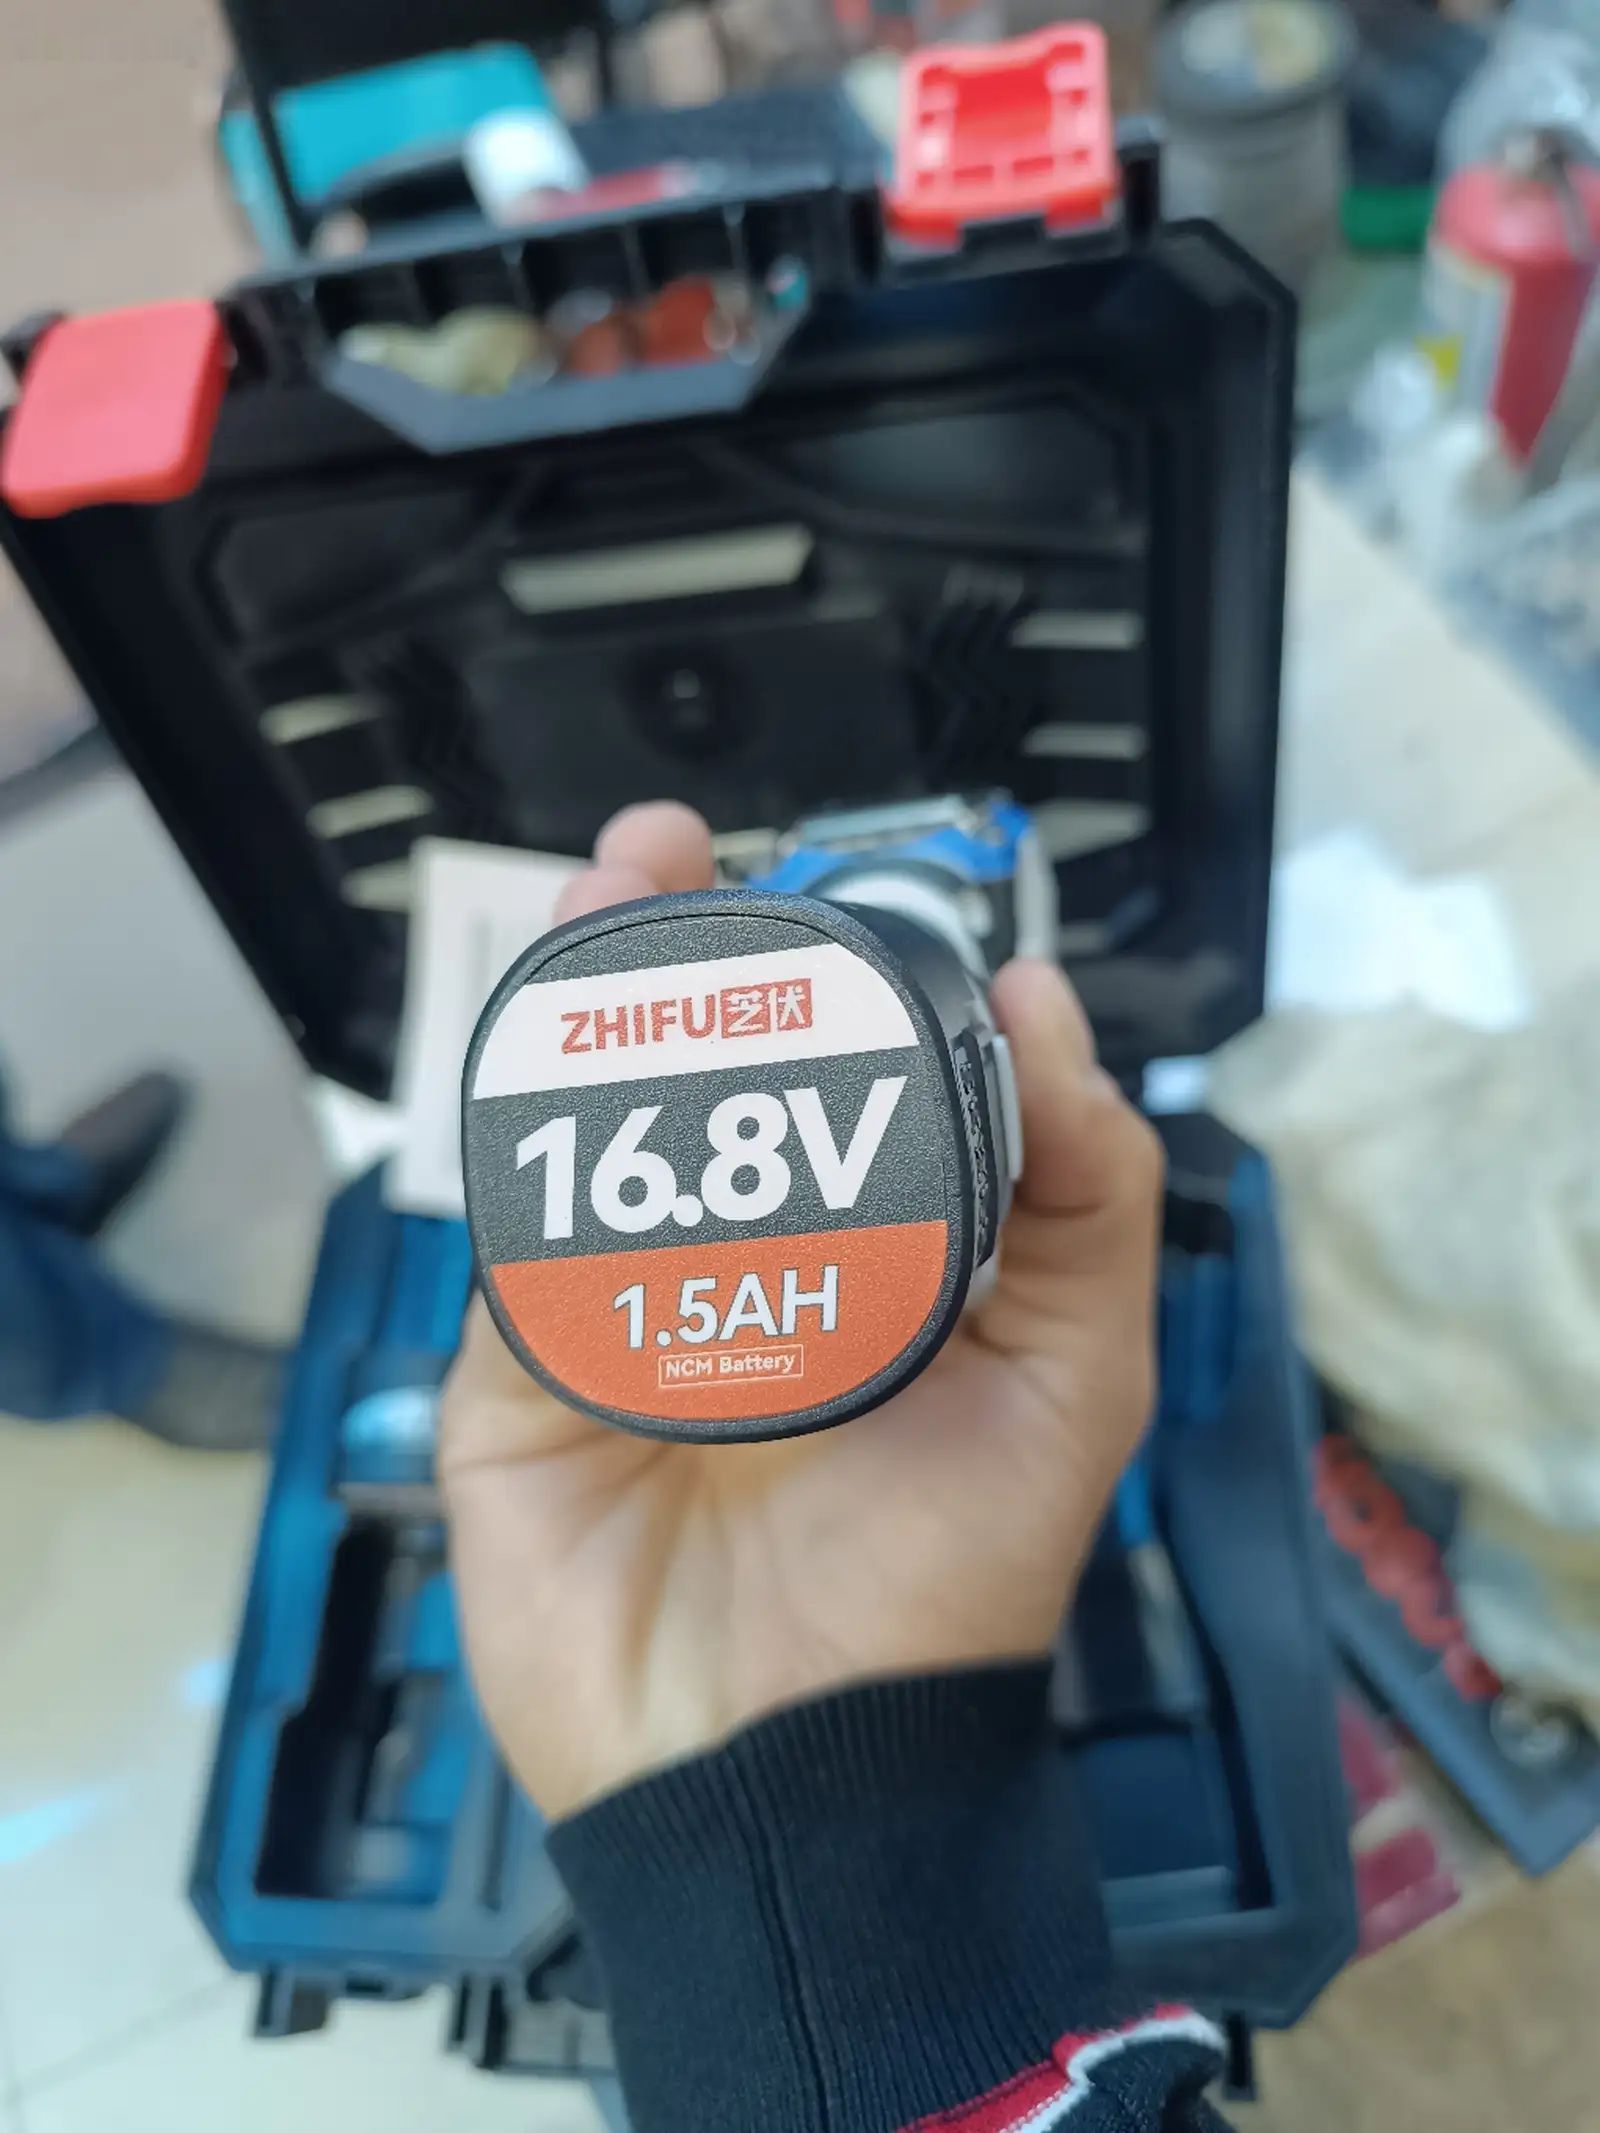 ZHIFU芝伏
16.8V
1.5AH
NCM Battery